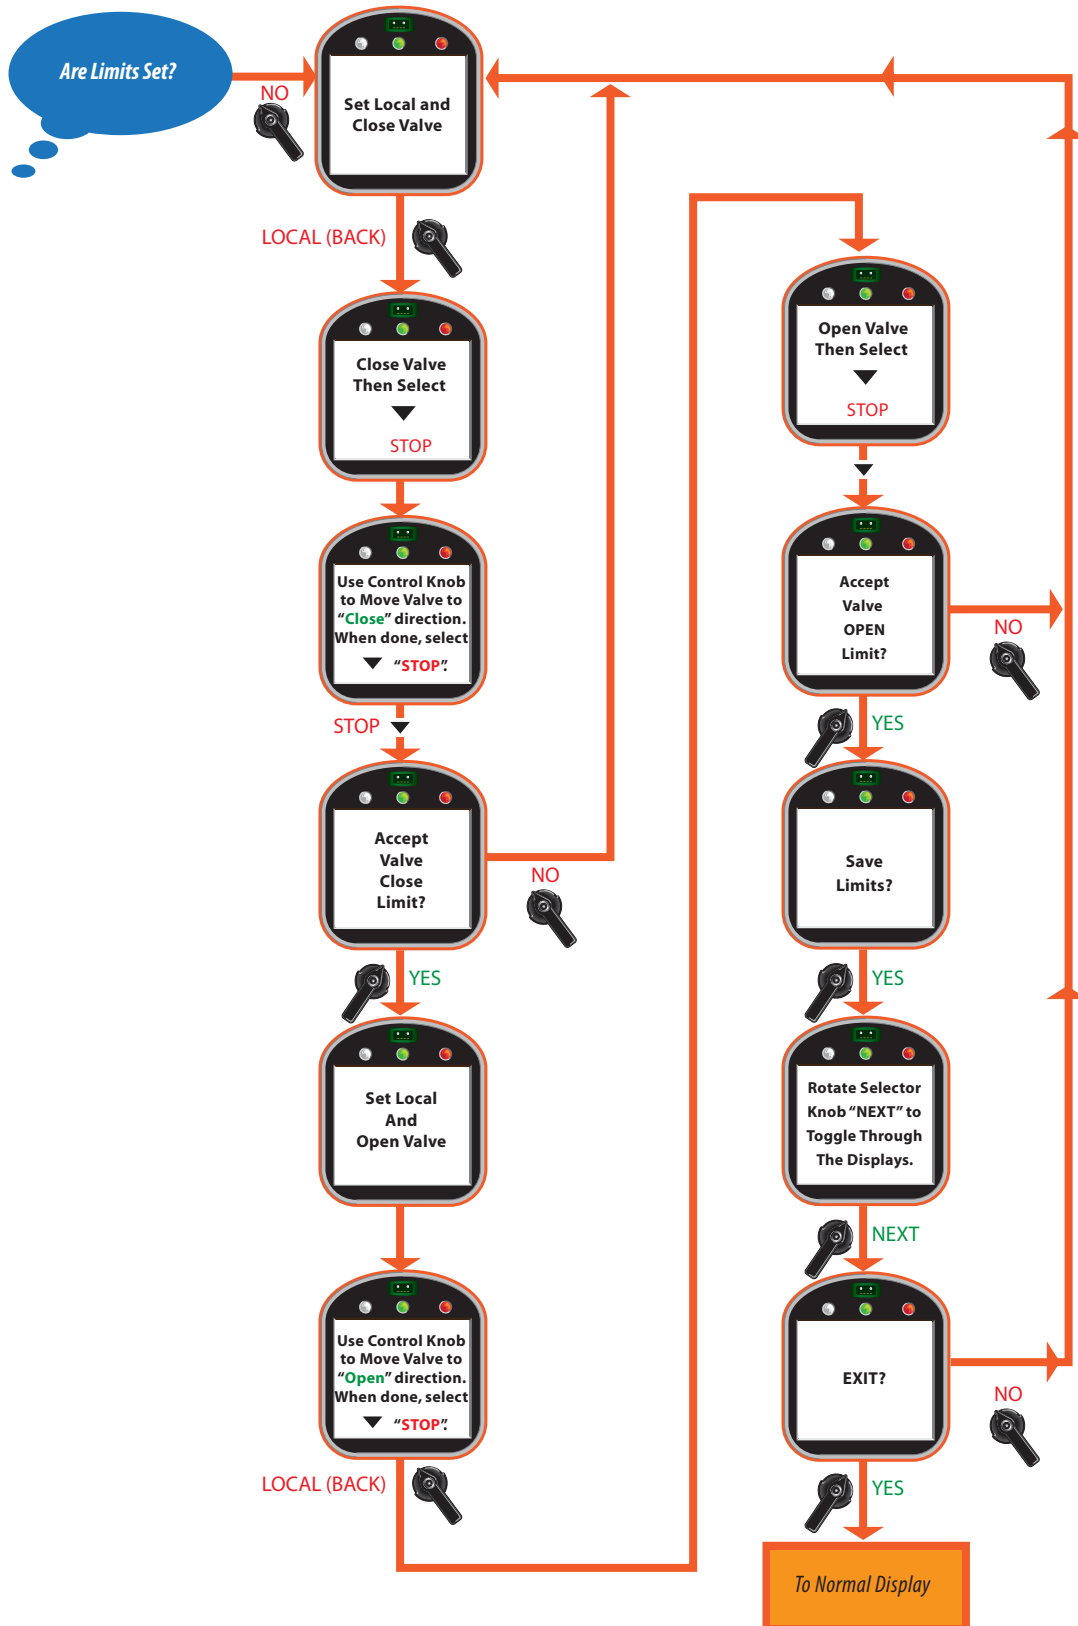 Are Limits Set?
NO
Set Local and
Close Valve
LOCAL (BACK)
Close Valve
Then Select
STOP
Use Control Knob
to Move Valve to
“Close” direction.
When done, select
“STOP”.
STOP
Accept
Valve
Close
Limit?
NO
YES
Set Local
And
Open Valve
Use Control Knob
to Move Valve to
“Open” direction.
When done, select
“STOP”.
LOCAL (BACK)
Open Valve
Then Select
STOP
Accept
Valve
OPEN
Limit?
NO
YES
Save
Limits?
YES
Rotate Selector
Knob “NEXT” to
Toggle Through
The Displays.
NEXT
EXIT?
NO
YES
To Normal Display